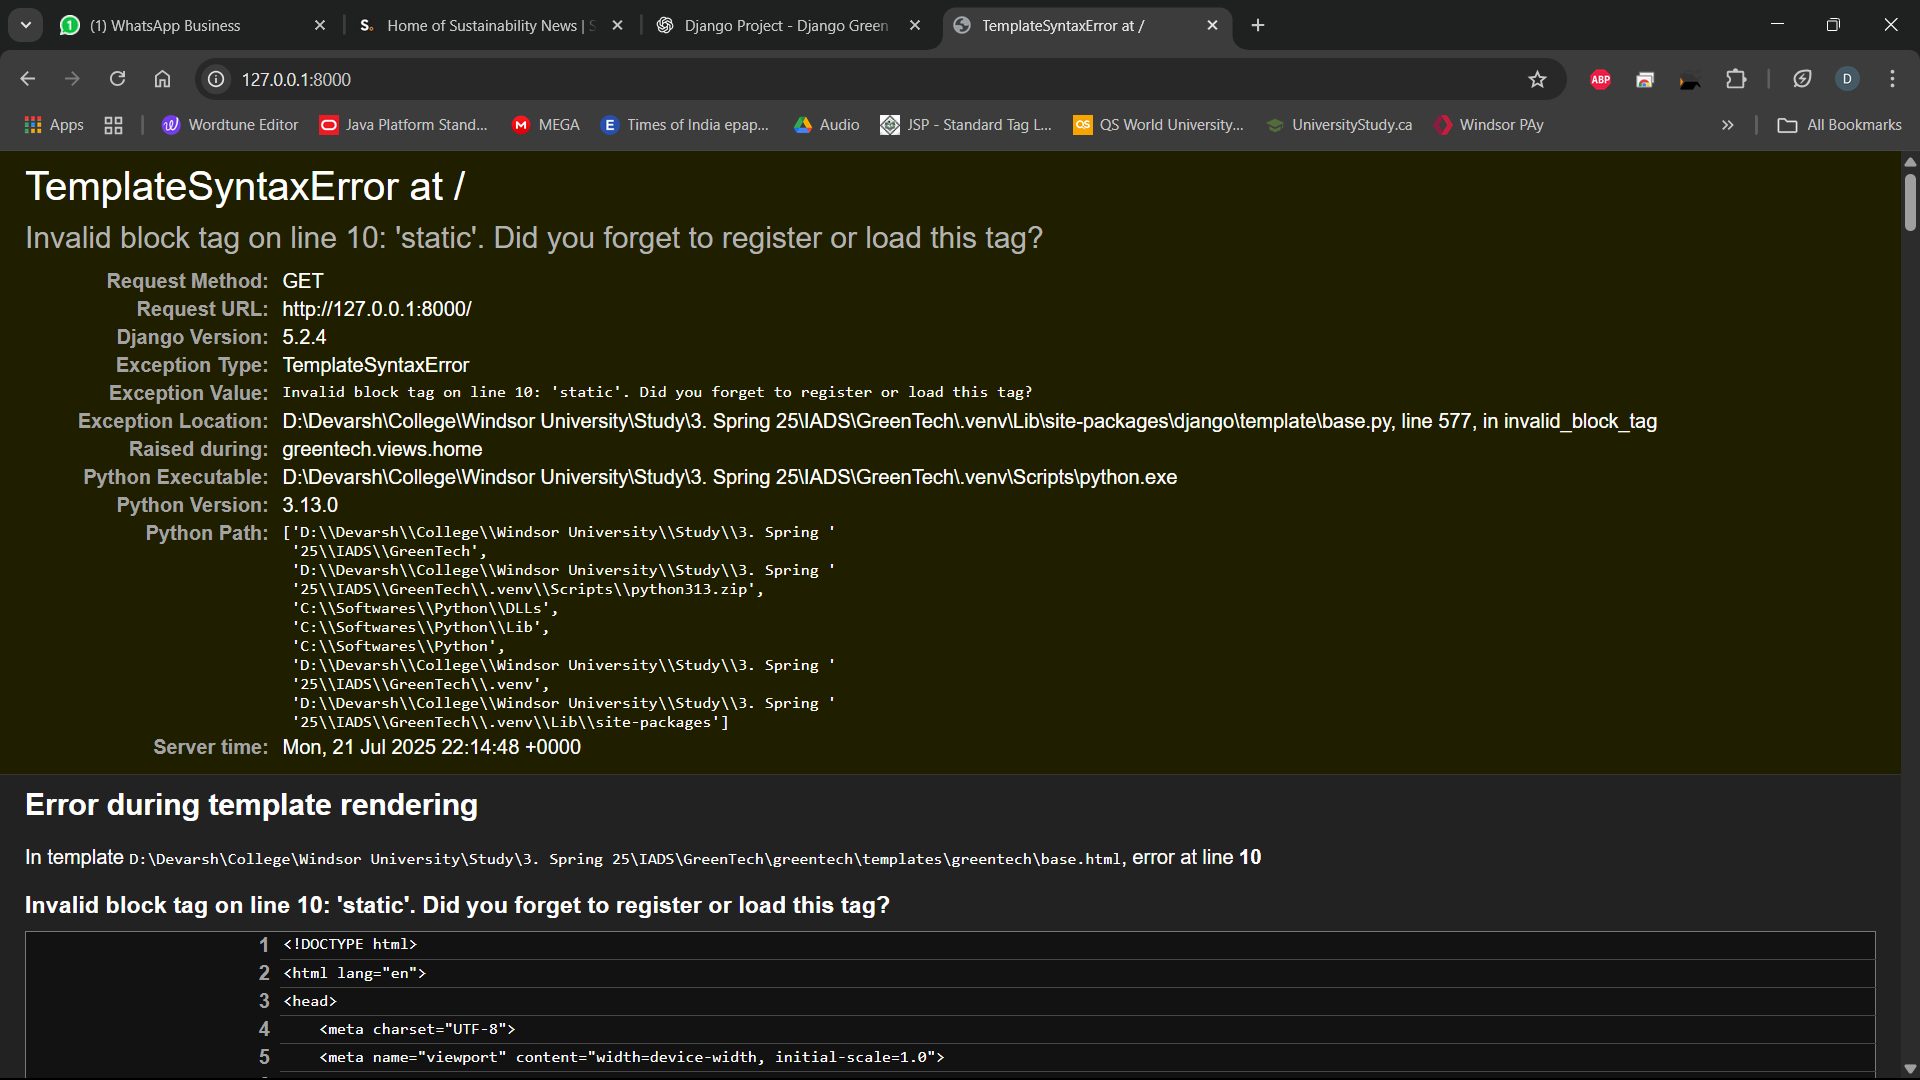 (1) WhatsApp Business
Home of Sustainability News | S
Django Project - Django Green
TemplateSyntaxError at /
127.0.0.1:8000
ABP
D
Apps
Wordtune Editor
Java Platform Stand...
MEGA
Times of India epap...
Audio
JSP - Standard Tag L...
QS World University...
UniversityStudy.ca
Windsor PAy
All Bookmarks
TemplateSyntaxError at /
Invalid block tag on line 10: 'static'. Did you forget to register or load this tag?
Request Method: GET
Request URL: http://127.0.0.1:8000/
Django Version: 5.2.4
Exception Type: TemplateSyntaxError
Exception Value: Invalid block tag on line 10: 'static'. Did you forget to register or load this tag?
Exception Location: D:\Devarsh\College\Windsor University\Study\3. Spring 25\IADS\GreenTech\.venv\Lib\site-packages\django\template\base.py, line 577, in invalid_block_tag
Raised during: greentech.views.home
Python Executable: D:\Devarsh\College\Windsor University\Study\3. Spring 25\IADS\GreenTech\.venv\Scripts\python.exe
Python Version: 3.13.0
Python Path: ['D:\\Devarsh\\College\\Windsor University\\Study\\3. Spring '
'25\\IADS\\GreenTech',
'D:\\Devarsh\\College\\Windsor University\\Study\\3. Spring '
'25\\IADS\\GreenTech\\.venv\\Scripts\\python313.zip',
'C:\\Softwares\\Python\\DLLs',
'C:\\Softwares\\Python\\Lib',
'C:\\Softwares\\Python',
'D:\\Devarsh\\College\\Windsor University\\Study\\3. Spring '
'25\\IADS\\GreenTech\\.venv',
'D:\\Devarsh\\College\\Windsor University\\Study\\3. Spring '
'25\\IADS\\GreenTech\\.venv\\Lib\\site-packages']
Server time: Mon, 21 Jul 2025 22:14:48 +0000
Error during template rendering
In template D:\Devarsh\College\Windsor University\Study\3. Spring 25\IADS\GreenTech\greentech\templates\greentech\base.html, error at line 10
Invalid block tag on line 10: 'static'. Did you forget to register or load this tag?
1 <!DOCTYPE html>
2 <html lang="en">
3 <head>
4 <meta charset="UTF-8">
5 <meta name="viewport" content="width=device-width, initial-scale=1.0">